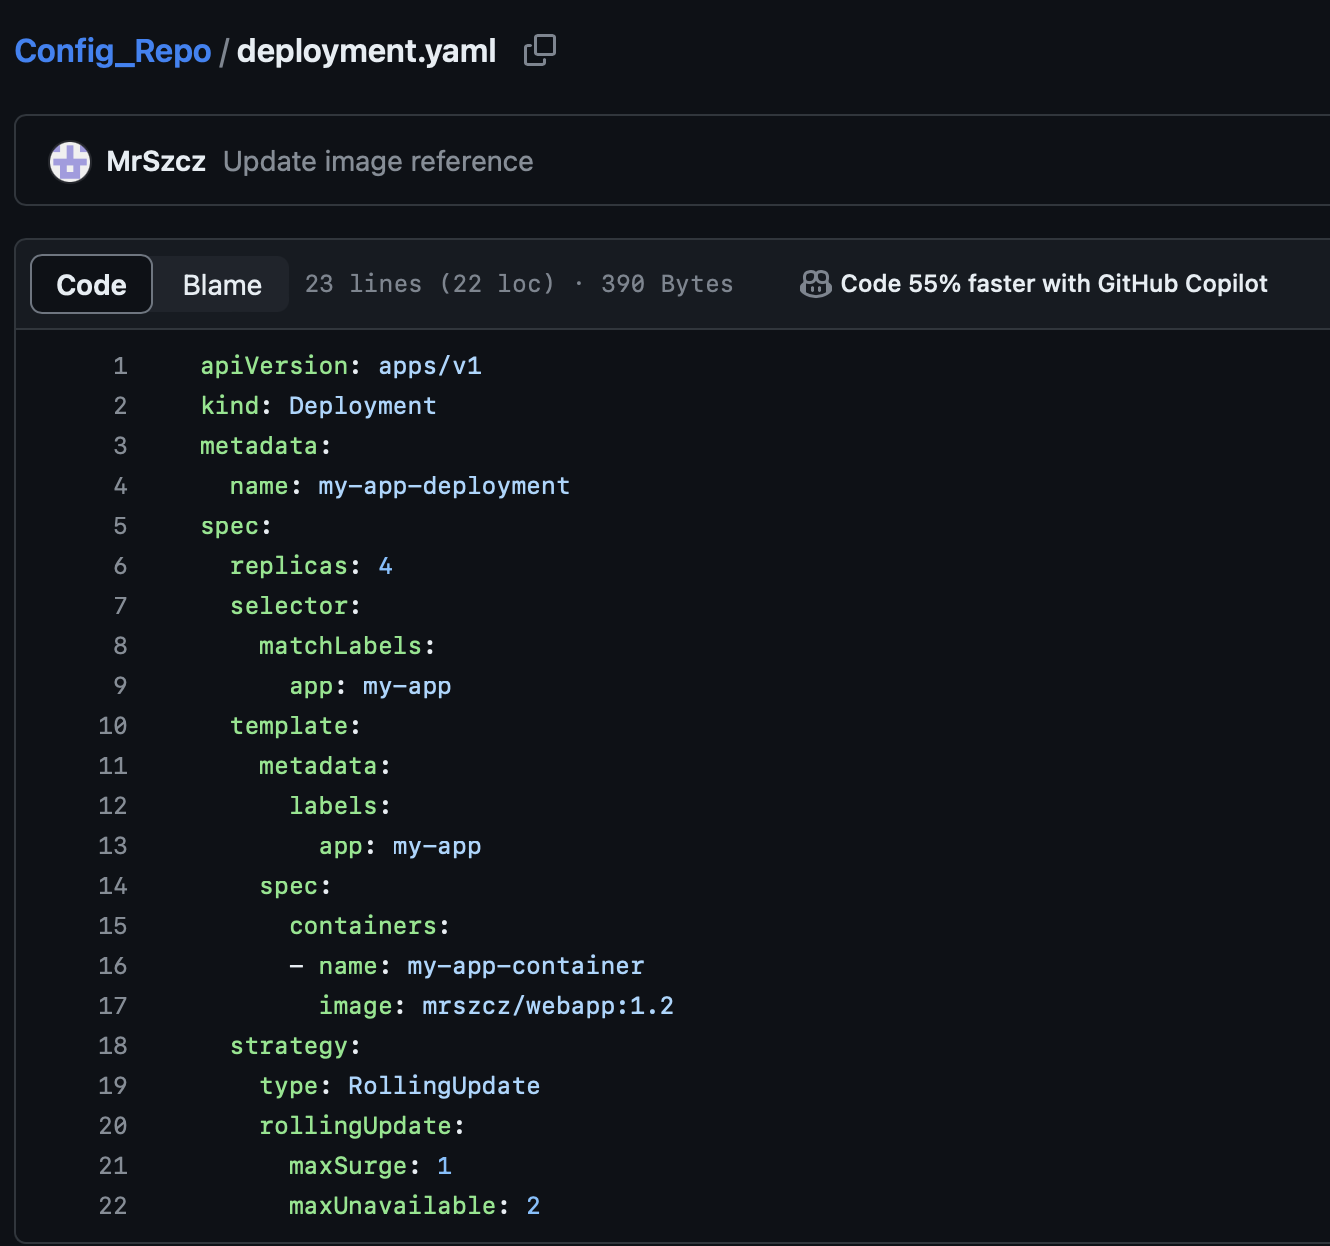 Config_Repo / deployment.yaml
MrSzcz Update image reference
Code Blame 23 lines (22 loc) · 390 Bytes Code 55% faster with GitHub Copilot
1 apiVersion: apps/v1
2 kind: Deployment
3 metadata:
4   name: my-app-deployment
5 spec:
6   replicas: 4
7   selector:
8     matchLabels:
9       app: my-app
10   template:
11     metadata:
12       labels:
13         app: my-app
14     spec:
15       containers:
16       - name: my-app-container
17         image: mrszcz/webapp:1.2
18   strategy:
19     type: RollingUpdate
20     rollingUpdate:
21       maxSurge: 1
22       maxUnavailable: 2